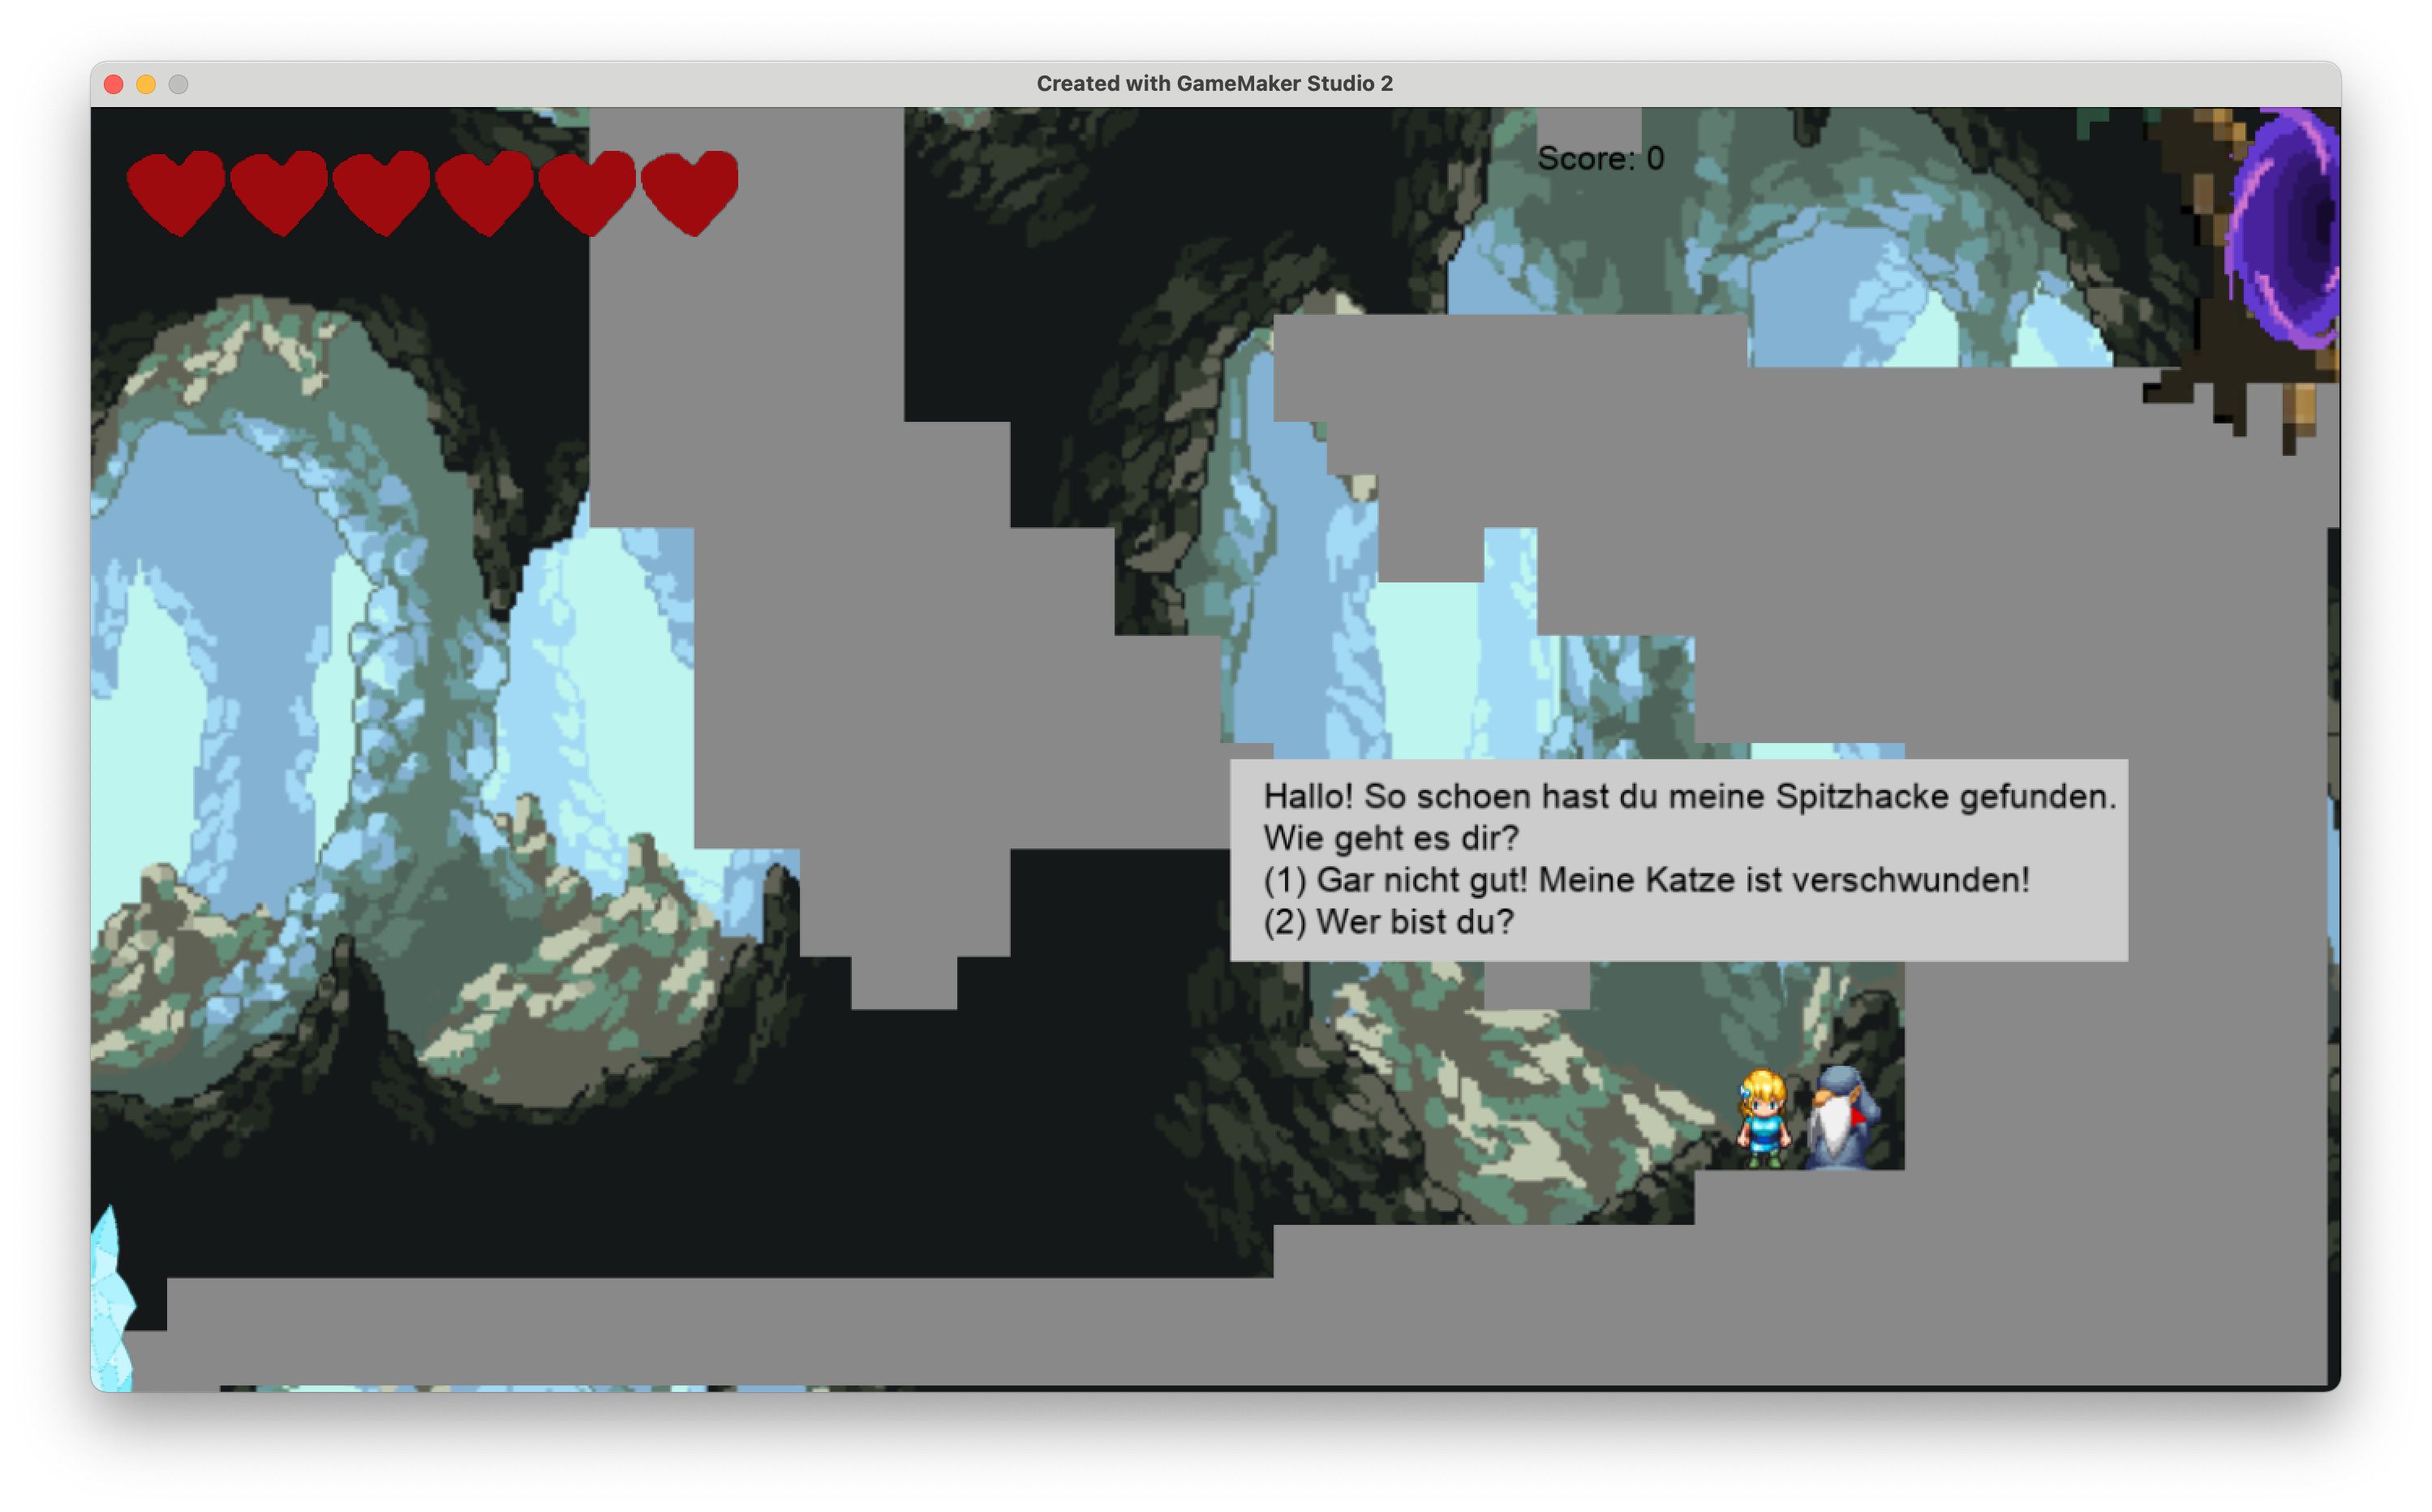 Created with GameMaker Studio 2
Score: 0
Hallo! So schoen hast du meine Spitzhacke gefunden.
Wie geht es dir?
(1) Gar nicht gut! Meine Katze ist verschwunden!
(2) Wer bist du?